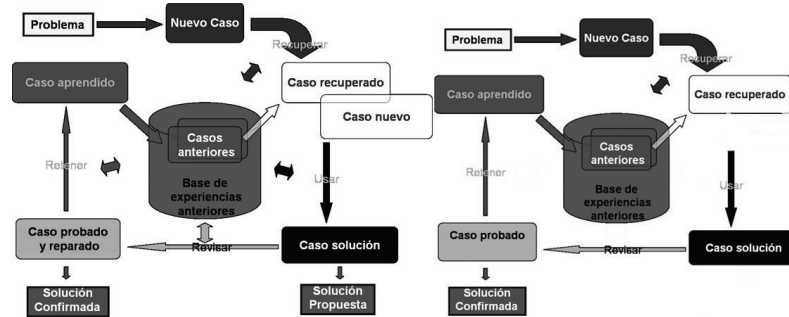 Problema
Nuevo Caso
Recuperar
Caso aprendido
Caso recuperado
Caso nuevo
Casos
anteriores
Retener
Base de
experiencias
anteriores
Usar
Caso probado
y reparado
Revisar
Caso solución
Solución
Confirmada
Solución
Propuesta
Problema
Nuevo Caso
Recuperar
Caso aprendido
Caso recuperado
Casos
anteriores
Retener
Base de
experiencias
anteriores
Usar
Caso probado
Revisar
Caso solución
Solución
Confirmada